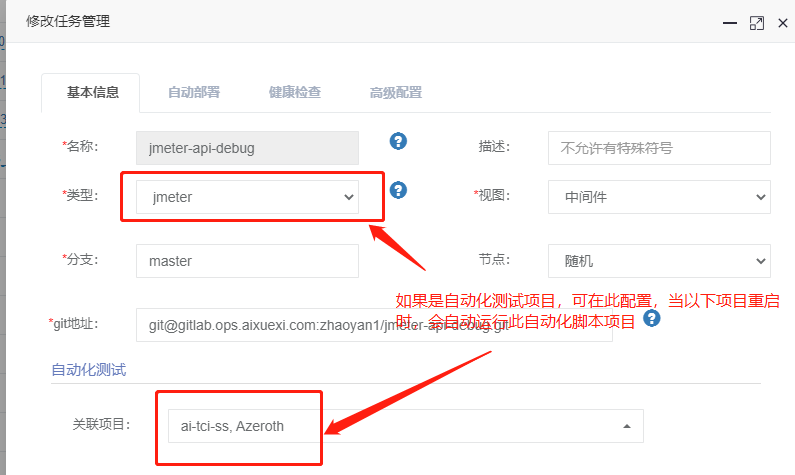 修改任务管理
基本信息 自动部署 健康检查 高级配置
*名称: jmeter-api-debug 描述: 不允许有特殊符号
*类型: jmeter *视图: 中间件
*分支: master 节点: 随机
如果是自动化测试项目，可在此配置，当以下项目重启
时，会自动运行此自动化脚本项目
*git地址: git@gitlab.ops.aixuexi.com:zhaoyan1/jmeter-api-debug.git
自动化测试
关联项目: ai-tci-ss, Azeroth